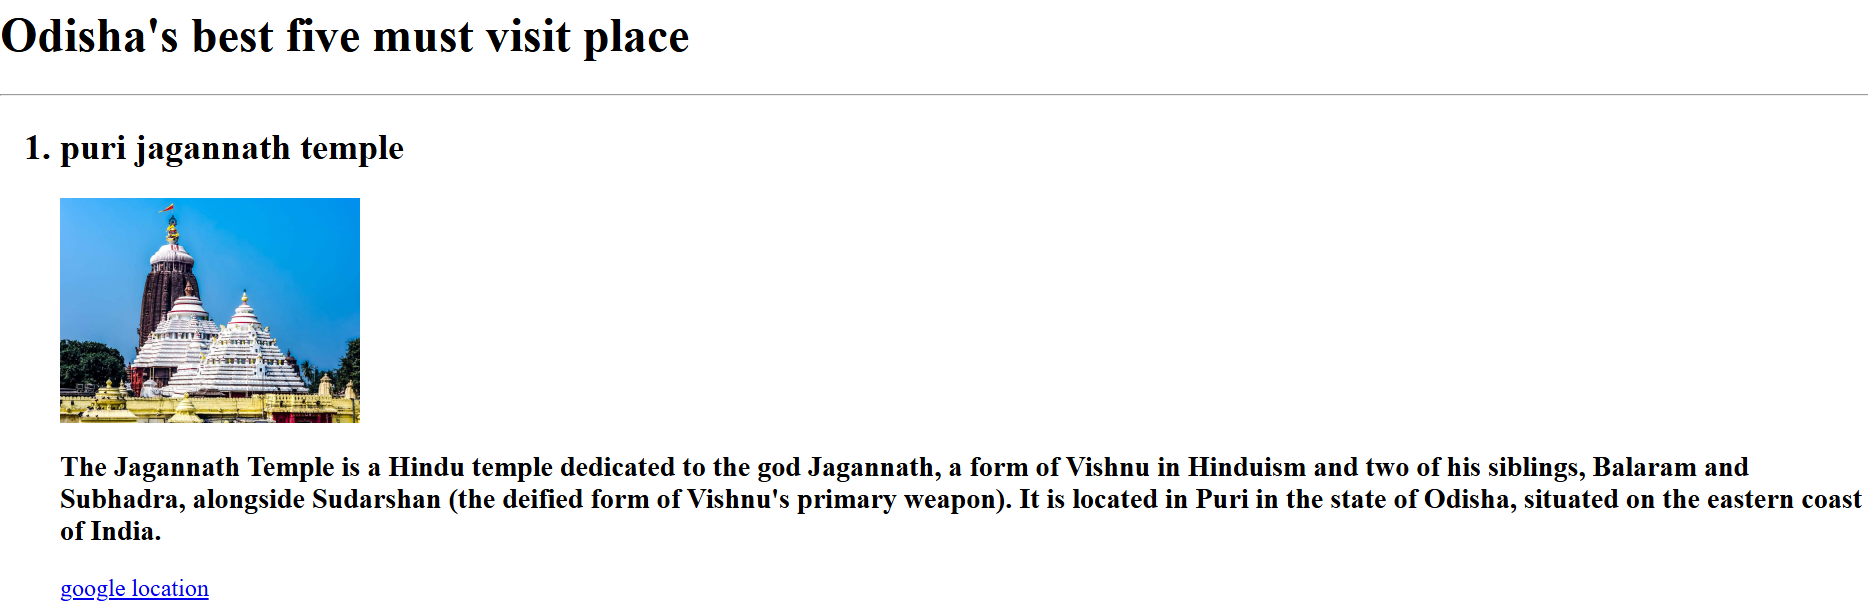 Odisha's best five must visit place
1. puri jagannath temple
The Jagannath Temple is a Hindu temple dedicated to the god Jagannath, a form of Vishnu in Hinduism and two of his siblings, Balaram and
Subhadra, alongside Sudarshan (the deified form of Vishnu's primary weapon). It is located in Puri in the state of Odisha, situated on the eastern coast
of India.
google location